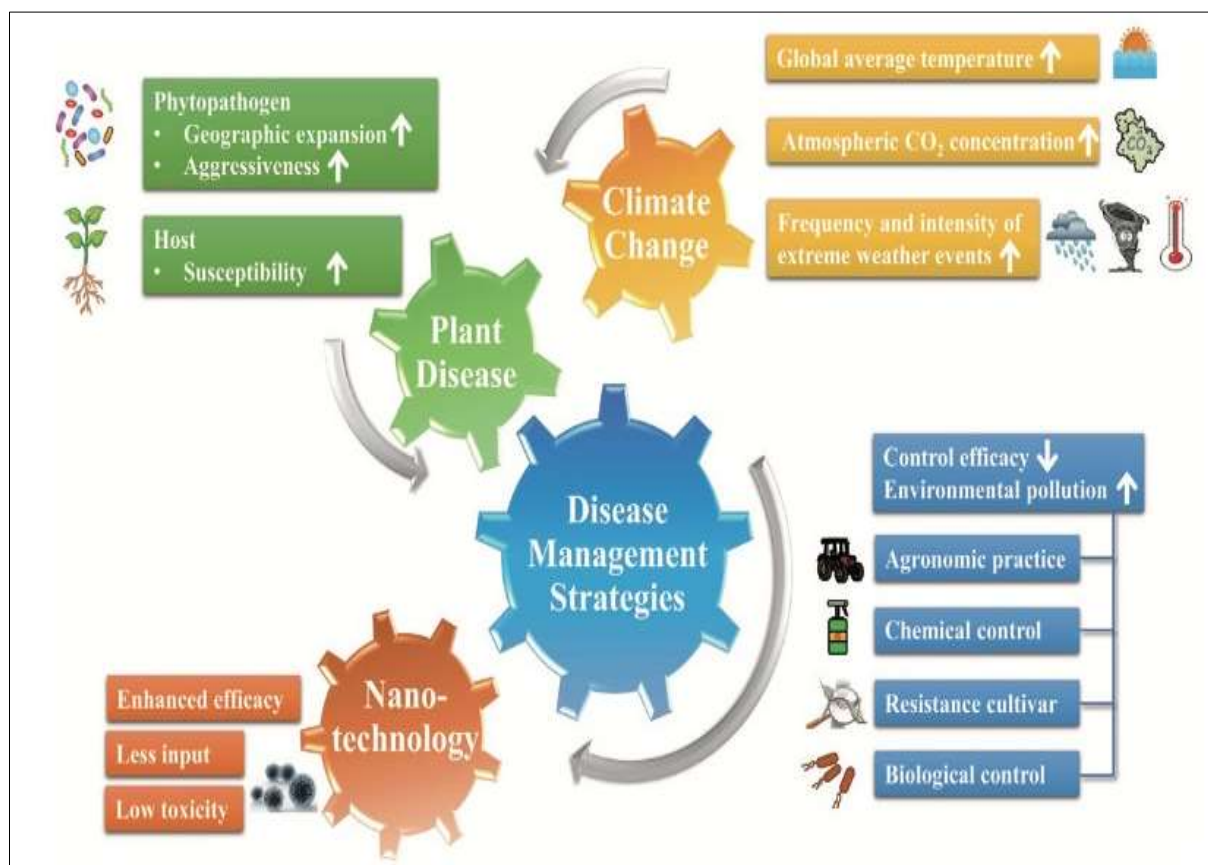 Phytopathogen
• Geographic expansion ↑
• Aggressiveness ↑
Host
• Susceptibility ↑
Global average temperature ↑
Atmospheric CO₂ concentration ↑
CO₂
Frequency and intensity of
extreme weather events ↑
Climate
Change
Plant
Disease
Disease
Management
Strategies
Control efficacy ↓
Environmental pollution ↑
Agronomic practice
Chemical control
Resistance cultivar
Biological control
Nano-
technology
Enhanced efficacy
Less input
Low toxicity